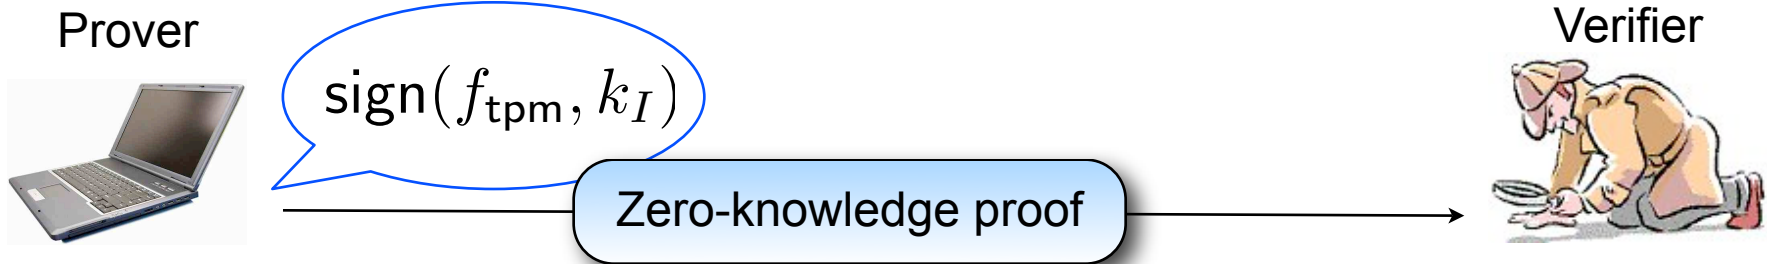 Prover
Verifier
sign(f_tpm, k_I)
Zero-knowledge proof